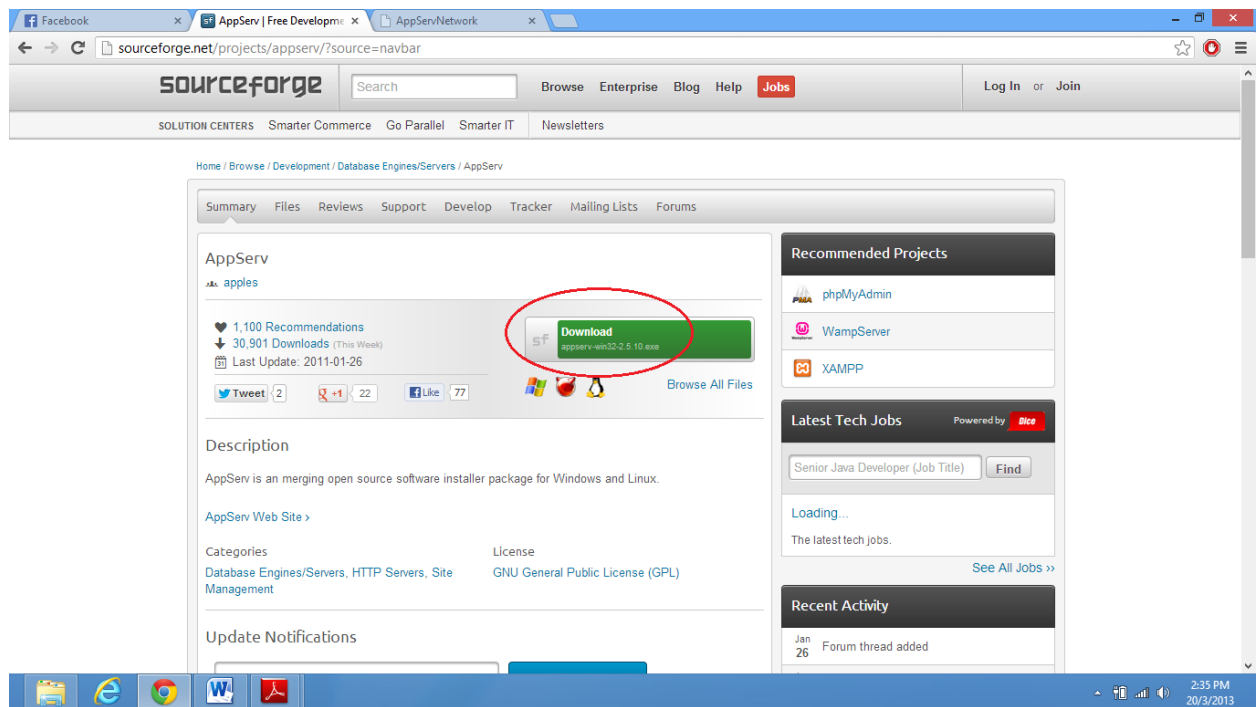 Facebook
AppServ | Free Developme
AppServNetwork
sourceforge.net/projects/appserv/?source=navbar
sourceforge
Search
Browse Enterprise Blog Help Jobs
Log In or Join
SOLUTION CENTERS Smarter Commerce Go Parallel Smarter IT Newsletters
Home / Browse / Development / Database Engines/Servers / AppServ
Summary Files Reviews Support Develop Tracker Mailing Lists Forums
AppServ
apples
1,100 Recommendations
30,901 Downloads (This Week)
31 Last Update: 2011-01-26
Tweet 2 +1 22 Like 77
sf Download
appserv-win32-2.5.10.exe
Browse All Files
Description
AppServ is an merging open source software installer package for Windows and Linux.
AppServ Web Site ›
Categories
Database Engines/Servers, HTTP Servers, Site
Management
License
GNU General Public License (GPL)
Update Notifications
Recommended Projects
PMA phpMyAdmin
WampServer
XAMPP
Latest Tech Jobs Powered by Dice
Senior Java Developer (Job Title) Find
Loading...
The latest tech jobs.
See All Jobs ››
Recent Activity
Jan
26 Forum thread added
2:35 PM
20/3/2013